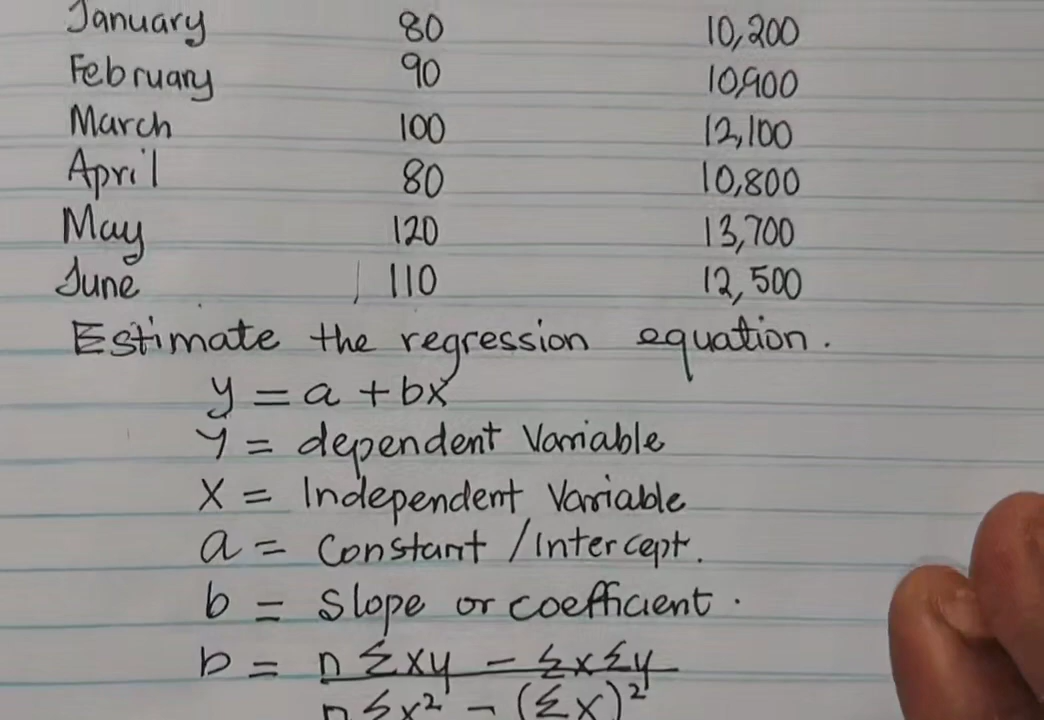 January 80 10,200
February 90 10,900
March 100 12,100
April 80 10,800
May 120 13,700
June 110 12,500
Estimate the regression equation.
y = a + bx
Y = dependent Variable
X = Independent Variable
a = Constant / Intercept.
b = Slope or coefficient.
b = n Σxy - ΣxΣy
n Σx² - (Σx)²